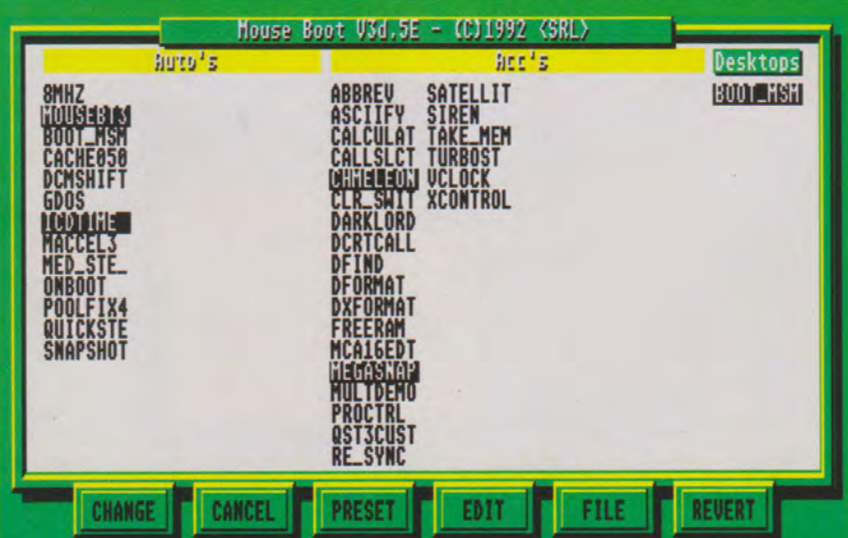 Mouse Boot V3d.5E - (C)1992 <SRL>
Auto's Acc's Desktops
8MHZ ABBREV SATELLIT BOOT_MSM
MOUSEBT3 ASCIIFY SIREN
BOOT_MSM CALCULAT TAKE_MEM
CACHE050 CALLSLCT TURBOST
DCMSHIFT CHMELEON VCLOCK
GDOS CLR_SWIT XCONTROL
ICDTIME DARKLORD
MACCEL3 DCRTCALL
MED_STE_ DFIND
ONBOOT DFORMAT
POOLFIX4 DXFORMAT
QUICKSTE FREERAM
SNAPSHOT MCA16EDT
MEGASNAP
MULTDEMO
PROCTRL
QST3CUST
RE_SYNC
CHANGE CANCEL PRESET EDIT FILE REVERT